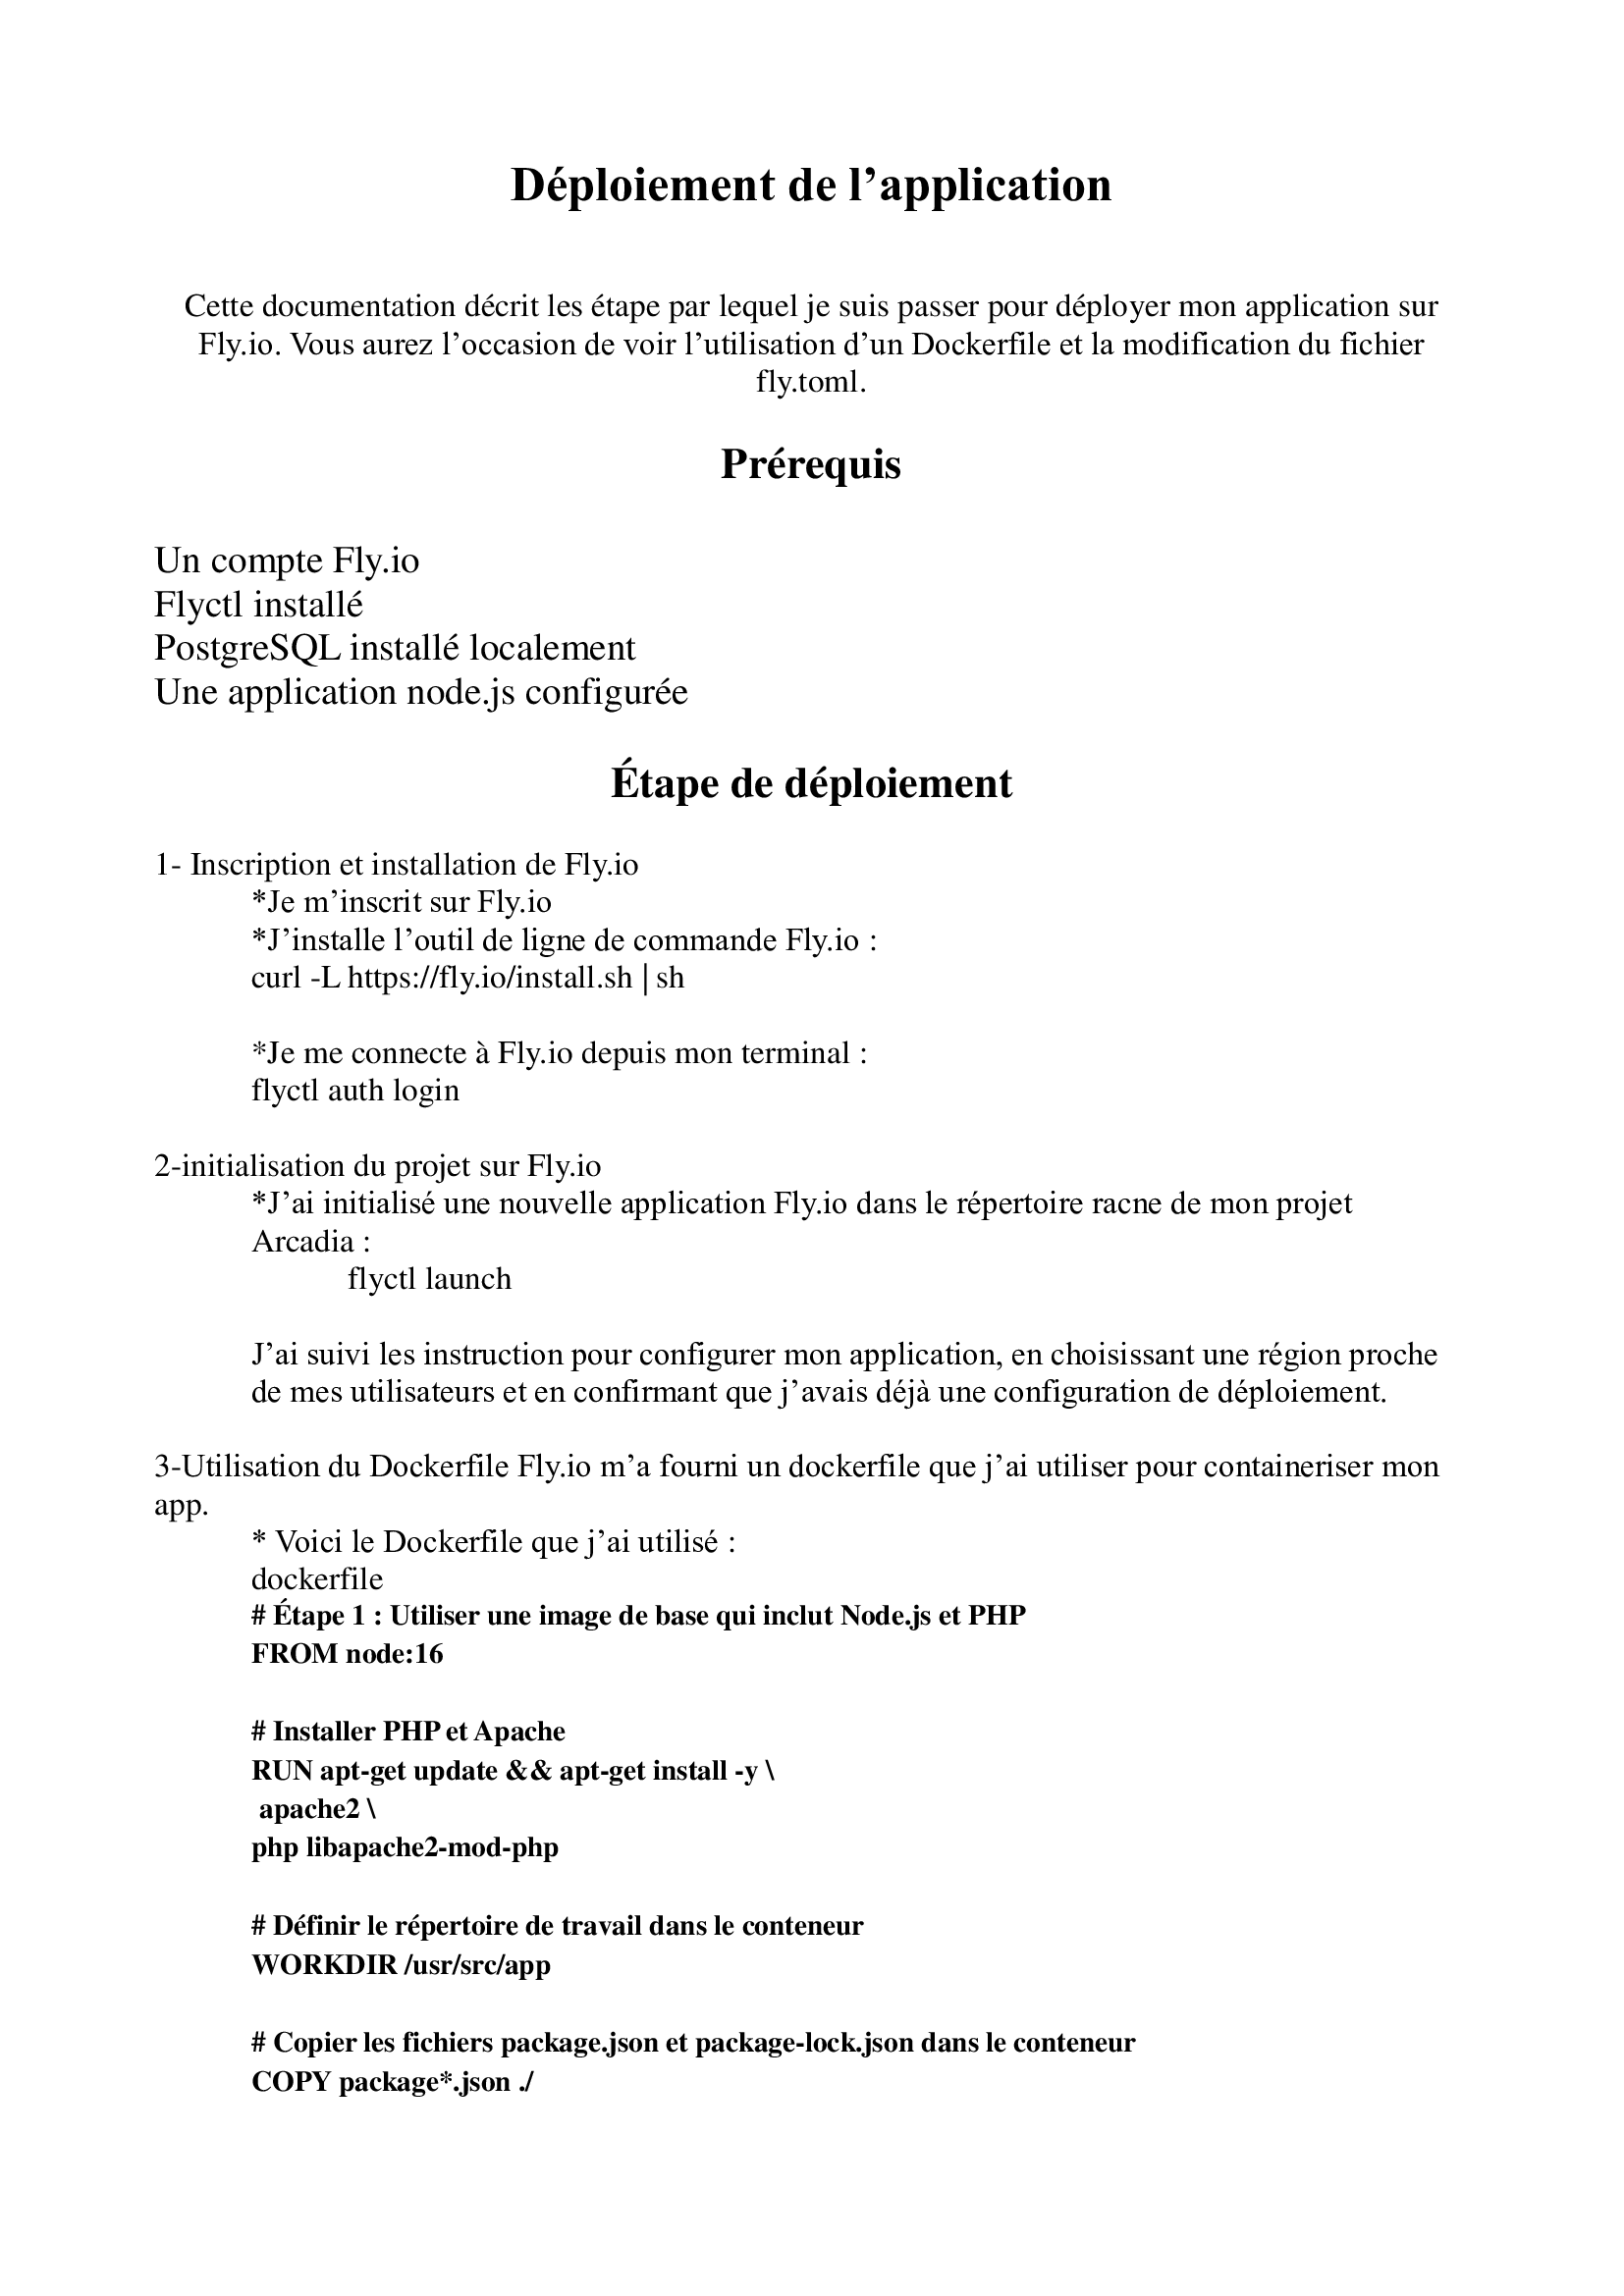 Déploiement de l’application
Cette documentation décrit les étape par lequel je suis passer pour déployer mon application sur
Fly.io. Vous aurez l’occasion de voir l’utilisation d’un Dockerfile et la modification du fichier
fly.toml.
Prérequis
Un compte Fly.io
Flyctl installé
PostgreSQL installé localement
Une application node.js configurée
Étape de déploiement
1- Inscription et installation de Fly.io
*Je m’inscrit sur Fly.io
*J’installe l’outil de ligne de commande Fly.io :
curl -L https://fly.io/install.sh | sh
*Je me connecte à Fly.io depuis mon terminal :
flyctl auth login
2-initialisation du projet sur Fly.io
*J’ai initialisé une nouvelle application Fly.io dans le répertoire racne de mon projet
Arcadia :
flyctl launch
J’ai suivi les instruction pour configurer mon application, en choisissant une région proche
de mes utilisateurs et en confirmant que j’avais déjà une configuration de déploiement.
3-Utilisation du Dockerfile Fly.io m’a fourni un dockerfile que j’ai utiliser pour containeriser mon
app.
* Voici le Dockerfile que j’ai utilisé :
dockerfile
# Étape 1 : Utiliser une image de base qui inclut Node.js et PHP
FROM node:16
# Installer PHP et Apache
RUN apt-get update && apt-get install -y \
apache2 \
php libapache2-mod-php
# Définir le répertoire de travail dans le conteneur
WORKDIR /usr/src/app
# Copier les fichiers package.json et package-lock.json dans le conteneur
COPY package*.json ./